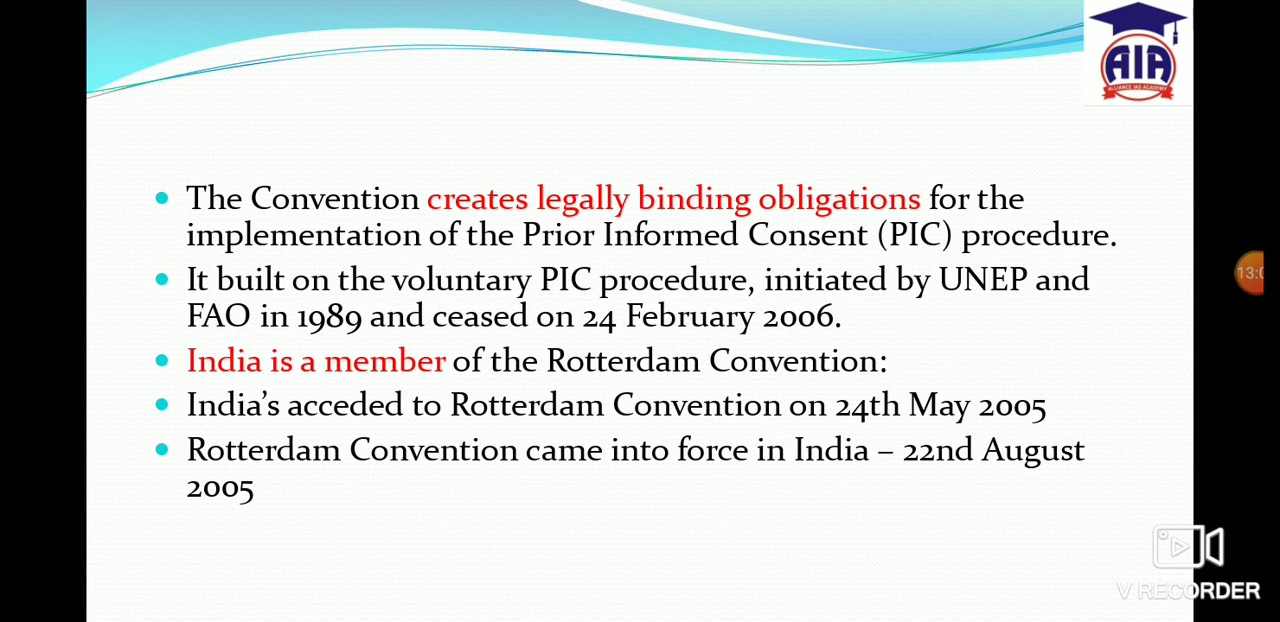 AIA
ALLIANCE IAS ACADEMY
The Convention creates legally binding obligations for the
implementation of the Prior Informed Consent (PIC) procedure.
It built on the voluntary PIC procedure, initiated by UNEP and
FAO in 1989 and ceased on 24 February 2006.
India is a member of the Rotterdam Convention:
India’s acceded to Rotterdam Convention on 24th May 2005
Rotterdam Convention came into force in India – 22nd August
2005
V RECORDER